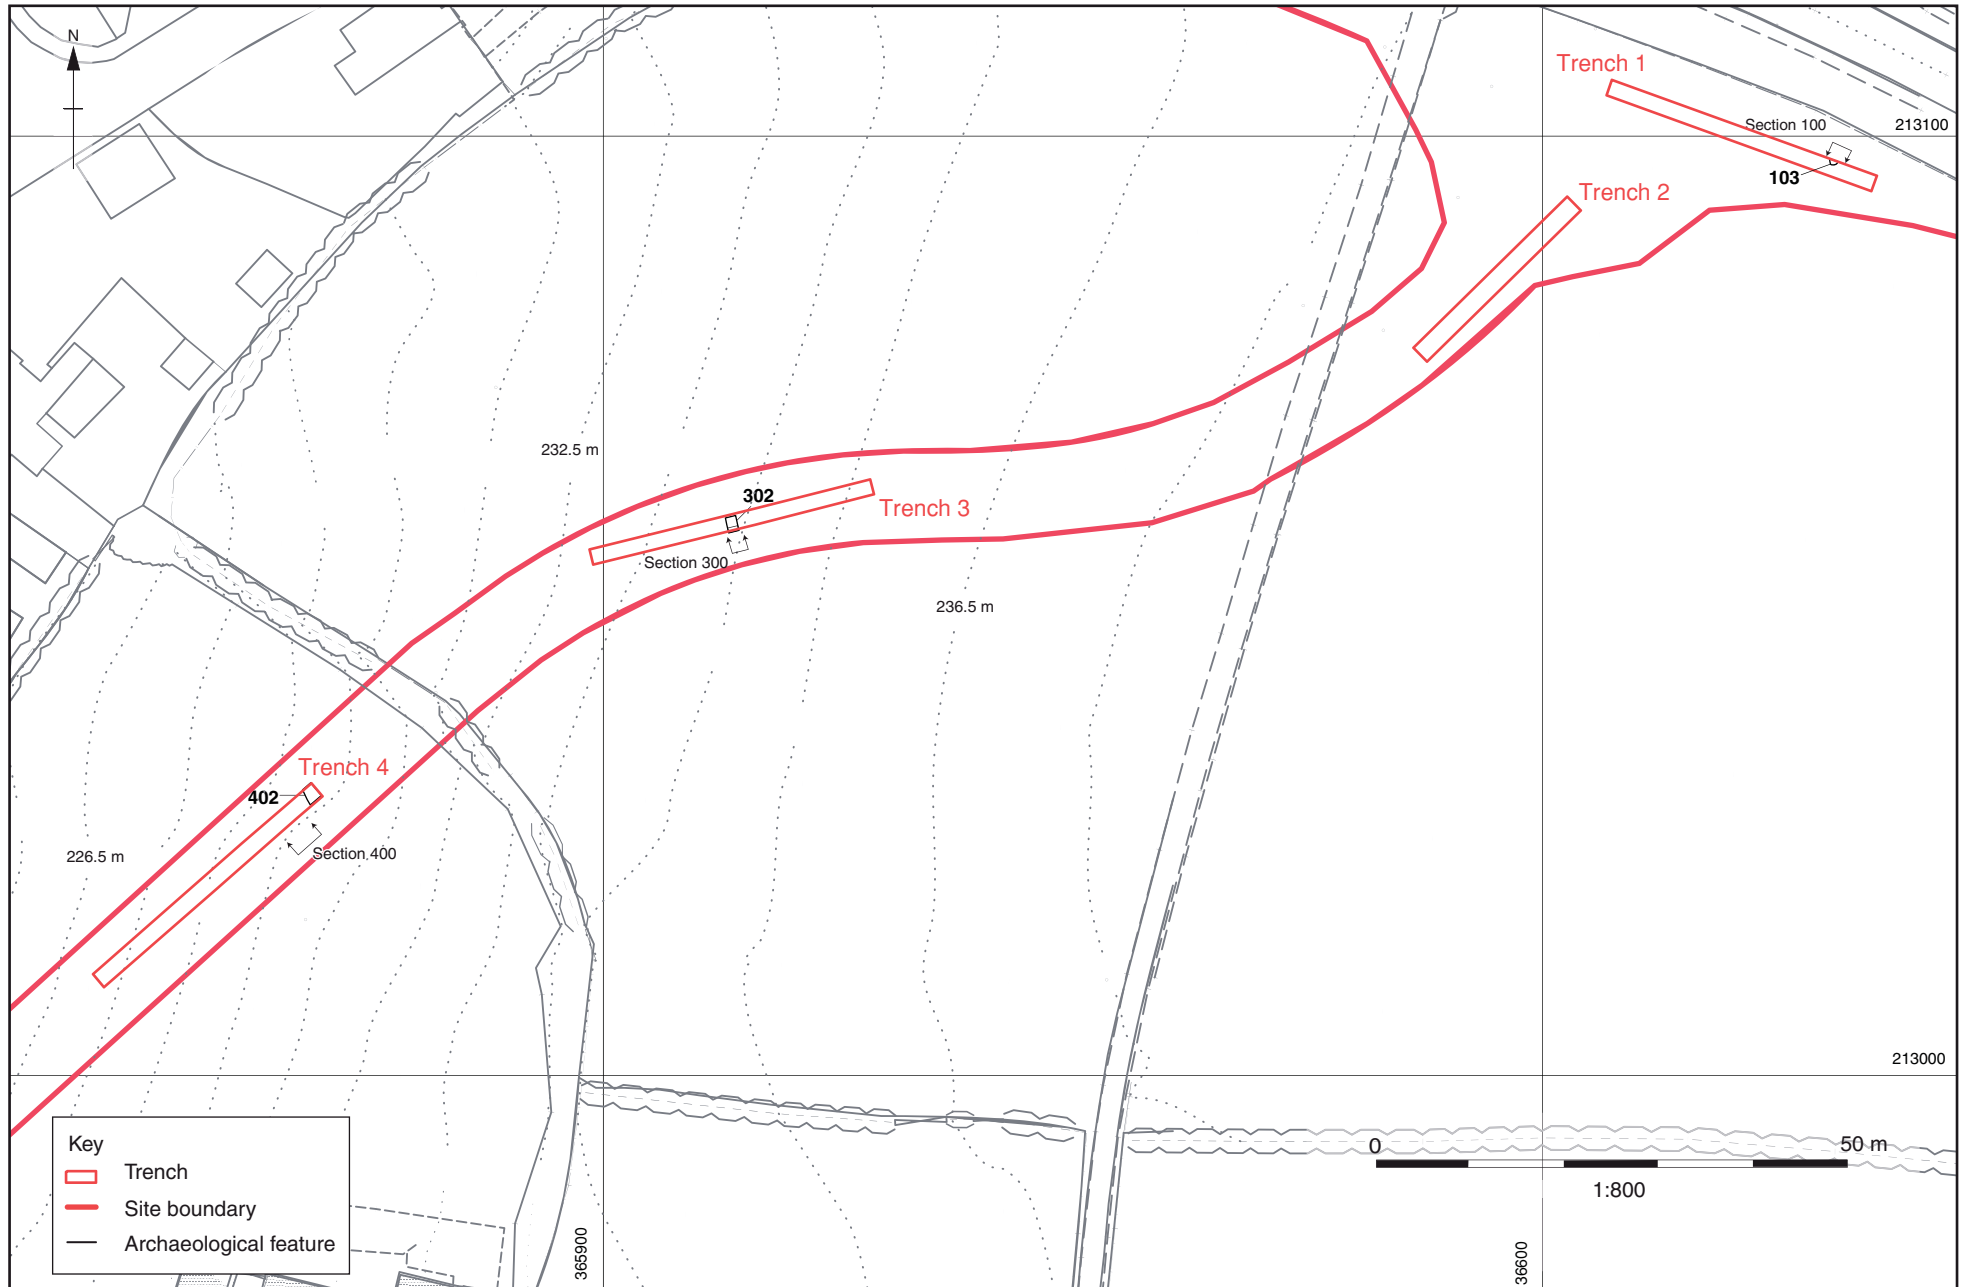 N
Trench 1
Section 100
213100
103
Trench 2
232.5 m
302
Trench 3
Section 300
236.5 m
Trench 4
402
Section 400
226.5 m
213000
Key
Trench
Site boundary
Archaeological feature
0
50 m
1:800
365900
366600